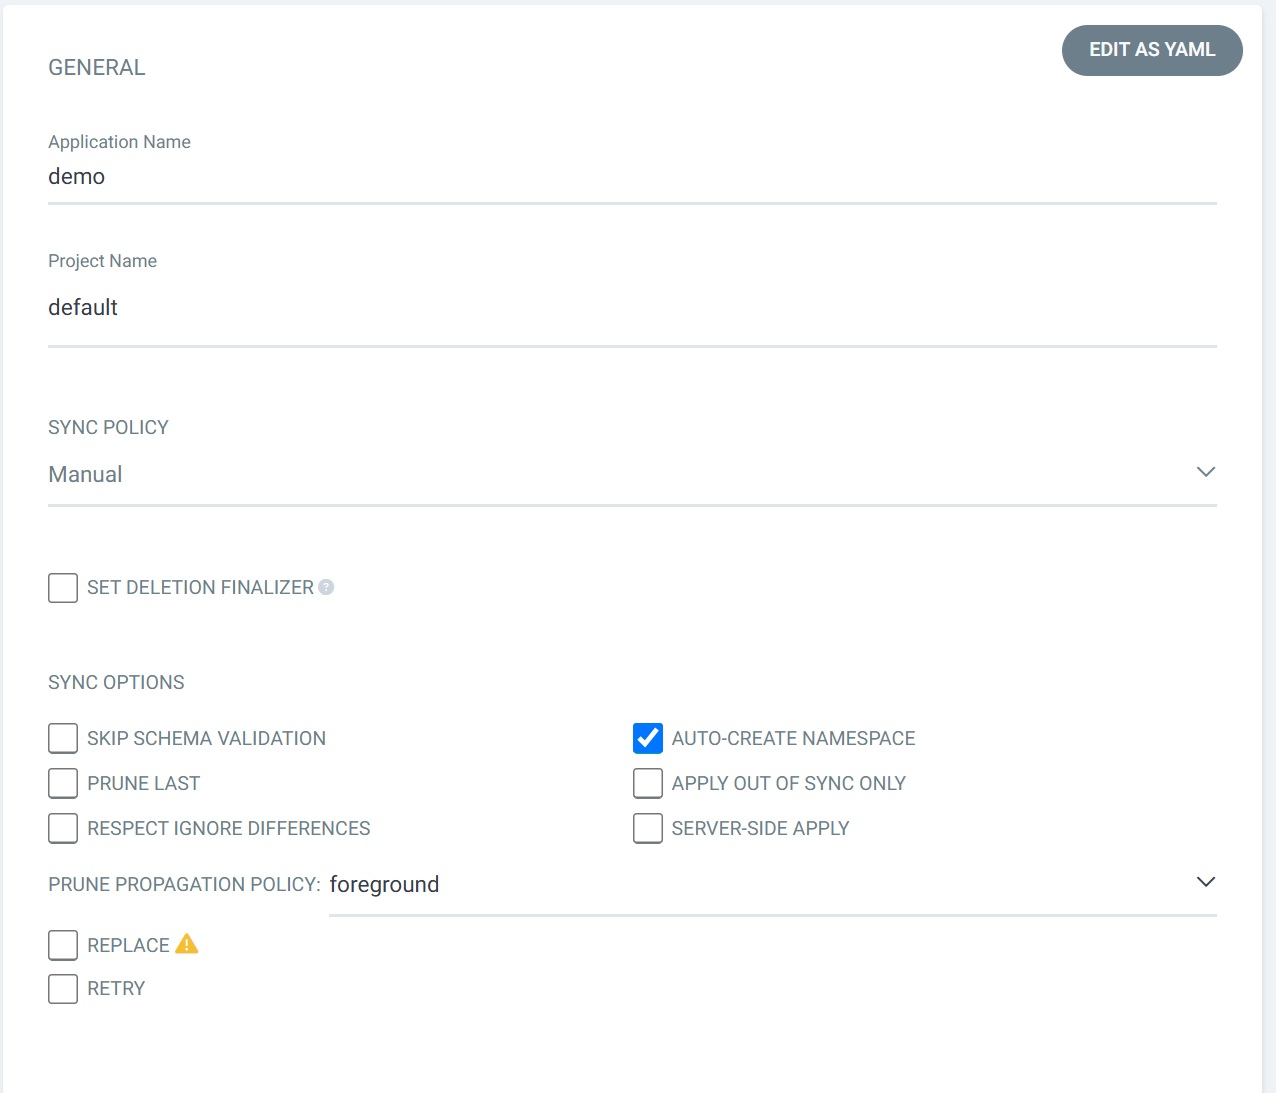 EDIT AS YAML
GENERAL
Application Name
demo
Project Name
default
SYNC POLICY
Manual
SET DELETION FINALIZER ?
SYNC OPTIONS
SKIP SCHEMA VALIDATION
AUTO-CREATE NAMESPACE
PRUNE LAST
APPLY OUT OF SYNC ONLY
RESPECT IGNORE DIFFERENCES
SERVER-SIDE APPLY
PRUNE PROPAGATION POLICY: foreground
REPLACE
RETRY